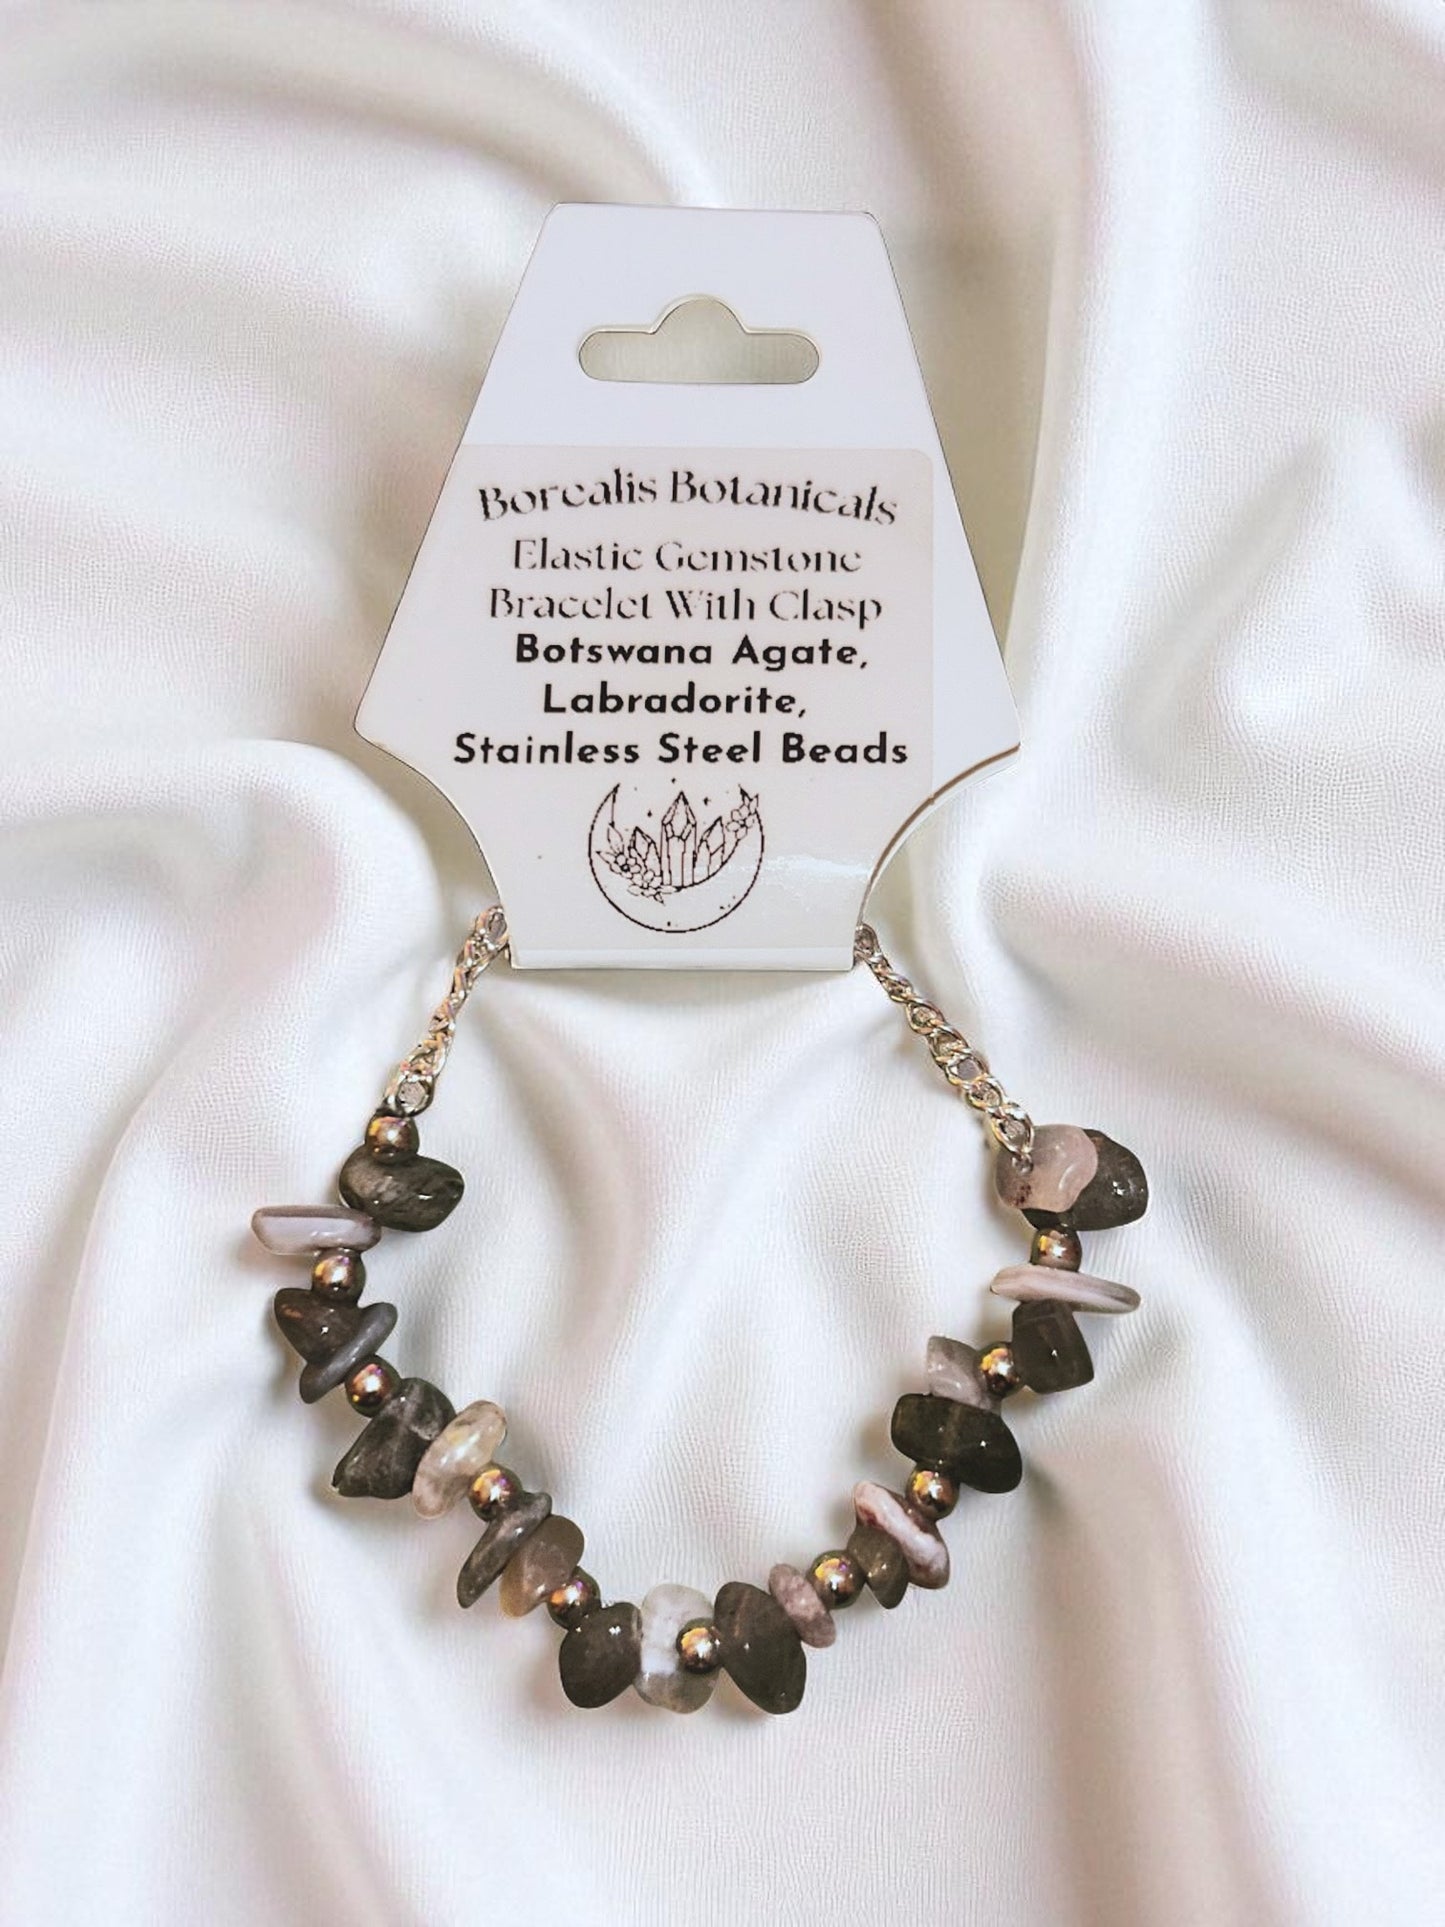 Borealis Botanicals
Elastic Gemstone
Bracelet With Clasp
Botswana Agate,
Labradorite,
Stainless Steel Beads